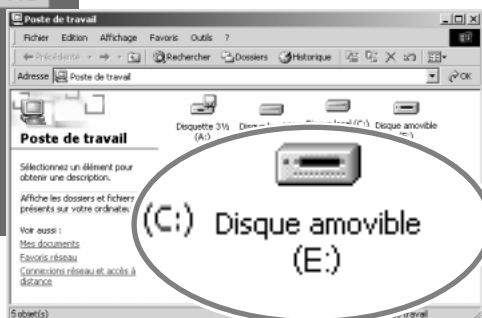 Poste de travail
Fichier Edition Affichage Favoris Outils ?
Précédente
Rechercher Dossiers Historique
Adresse Poste de travail OK
Poste de travail
Sélectionnez un élément pour
obtenir une description.
Affiche les dossiers et fichiers
présents sur votre ordinateur
Voir aussi :
Mes documents
Favoris réseau
Connexions réseau et accès à
distance
Disquette 3½
(A:)
(C:)
Disque amovible
(C:) Disque amovible
(E:)
5 objet(s)
travail